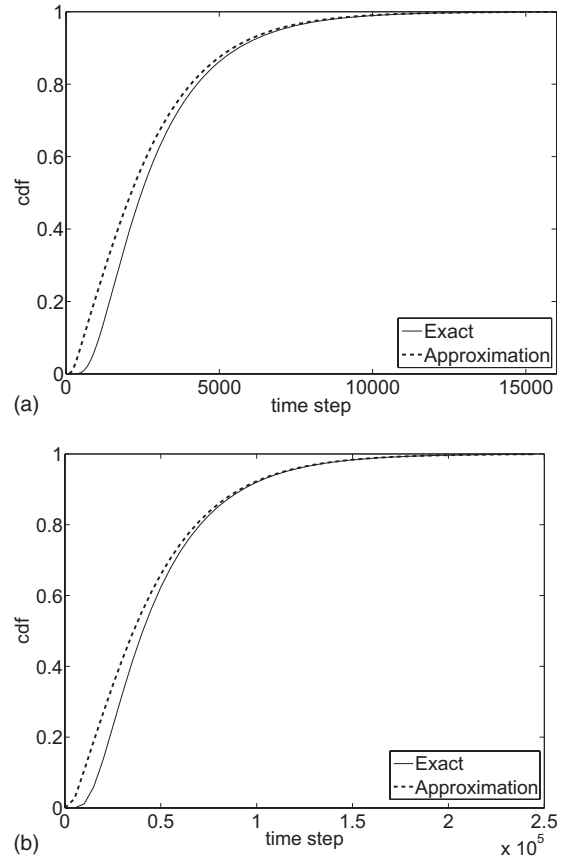 1
0.8
0.6
cdf
0.4
0.2
0
Exact
Approximation
0 5000 10000 15000
(a) time step
1
0.8
0.6
cdf
0.4
0.2
0
Exact
Approximation
0 0.5 1 1.5 2 2.5
(b) time step x 10^5